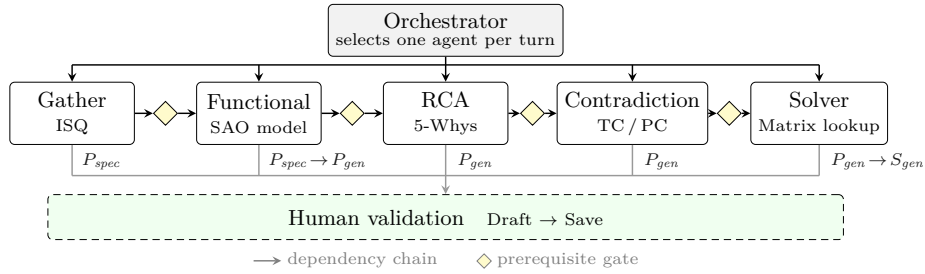 Orchestrator
selects one agent per turn
Gather
ISQ
Functional
SAO model
RCA
5-Whys
Contradiction
TC / PC
Solver
Matrix lookup
P_spec
P_spec → P_gen
P_gen
P_gen
P_gen → S_gen
Human validation Draft → Save
dependency chain
prerequisite gate